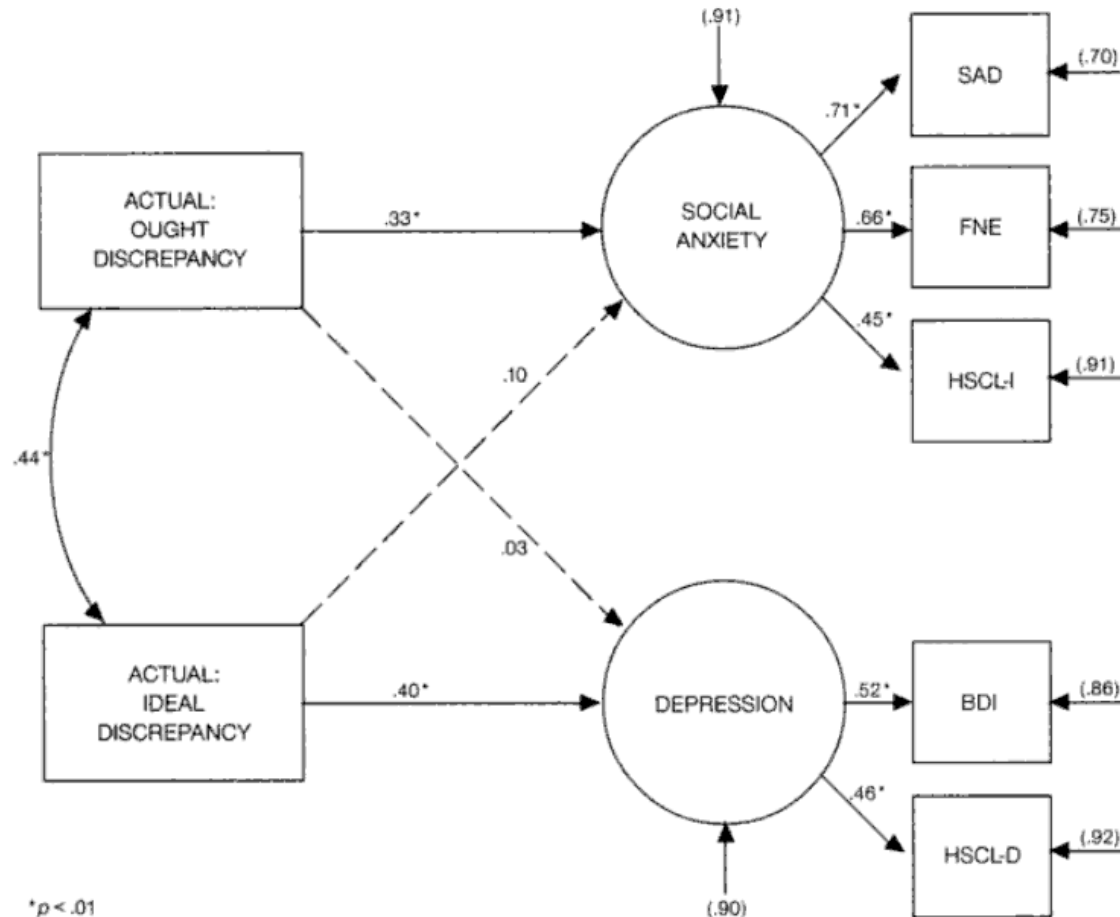 (.91)
SAD
(.70)
.71*
ACTUAL:
OUGHT
DISCREPANCY
.33*
SOCIAL
ANXIETY
.66*
FNE
(.75)
.45*
HSCL-I
(.91)
.10
.44*
.03
ACTUAL:
IDEAL
DISCREPANCY
.40*
DEPRESSION
.52*
BDI
(.86)
.46*
HSCL-D
(.92)
*p < .01
(.90)